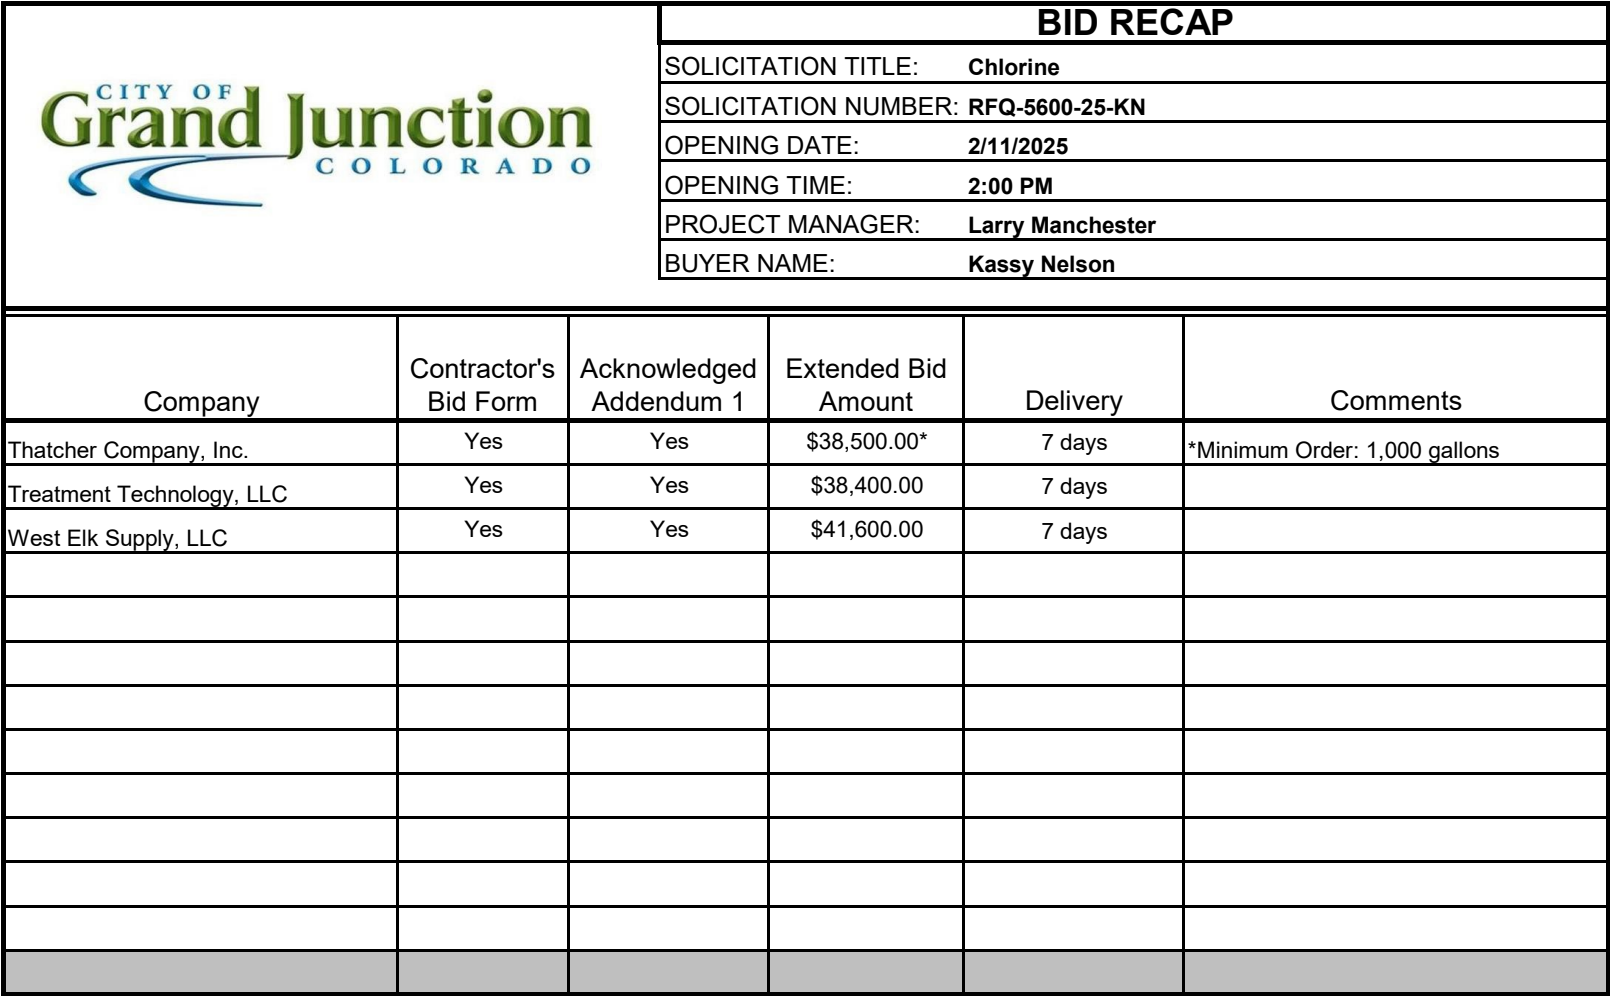 CITY OF
Grand Junction
COLORADO
BID RECAP
SOLICITATION TITLE: Chlorine
SOLICITATION NUMBER: RFQ-5600-25-KN
OPENING DATE: 2/11/2025
OPENING TIME: 2:00 PM
PROJECT MANAGER: Larry Manchester
BUYER NAME: Kassy Nelson
Company Contractor's Bid Form Acknowledged Addendum 1 Extended Bid Amount Delivery Comments
Thatcher Company, Inc. Yes Yes $38,500.00* 7 days *Minimum Order: 1,000 gallons
Treatment Technology, LLC Yes Yes $38,400.00 7 days
West Elk Supply, LLC Yes Yes $41,600.00 7 days